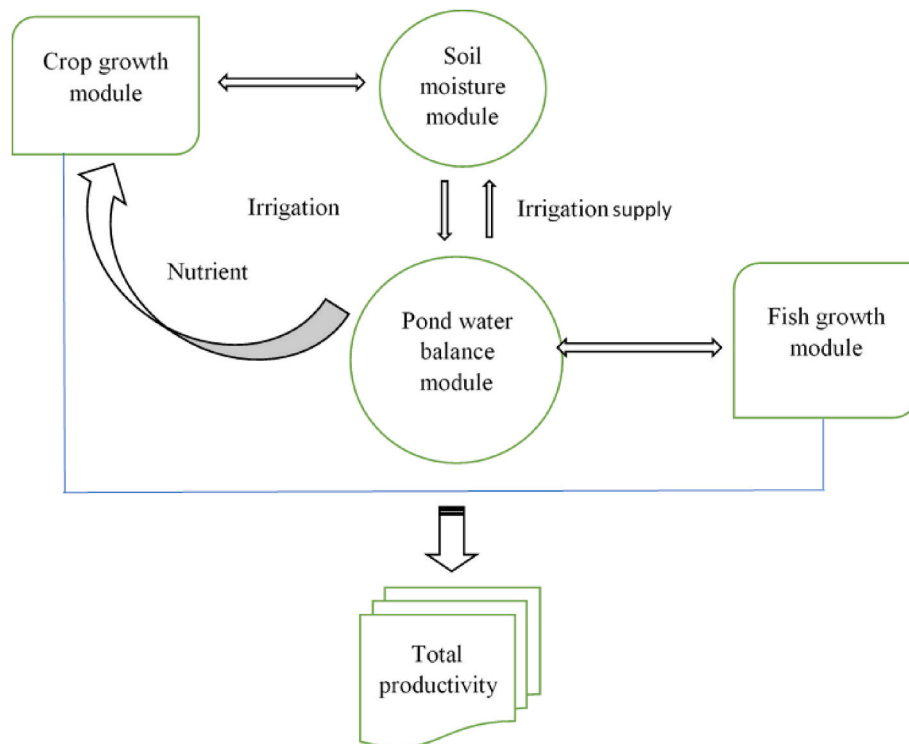 Crop growth
module
Soil
moisture
module
Irrigation
Irrigation supply
Nutrient
Pond water
balance
module
Fish growth
module
Total
productivity